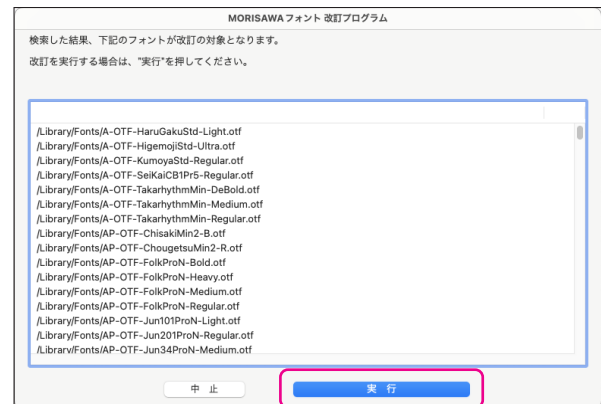 MORISAWAフォント 改訂プログラム
検索した結果、下記のフォントが改訂の対象となります。
改訂を実行する場合は、"実行"を押してください。
/Library/Fonts/A-OTF-HaruGakuStd-Light.otf
/Library/Fonts/A-OTF-HigemojiStd-Ultra.otf
/Library/Fonts/A-OTF-KumoyaStd-Regular.otf
/Library/Fonts/A-OTF-SeiKaiCB1Pr5-Regular.otf
/Library/Fonts/A-OTF-TakarhythmMin-DeBold.otf
/Library/Fonts/A-OTF-TakarhythmMin-Medium.otf
/Library/Fonts/A-OTF-TakarhythmMin-Regular.otf
/Library/Fonts/AP-OTF-ChisakiMin2-B.otf
/Library/Fonts/AP-OTF-ChougetsuMin2-R.otf
/Library/Fonts/AP-OTF-FolkProN-Bold.otf
/Library/Fonts/AP-OTF-FolkProN-Heavy.otf
/Library/Fonts/AP-OTF-FolkProN-Medium.otf
/Library/Fonts/AP-OTF-FolkProN-Regular.otf
/Library/Fonts/AP-OTF-Jun101ProN-Light.otf
/Library/Fonts/AP-OTF-Jun201ProN-Regular.otf
/Library/Fonts/AP-OTF-Jun34ProN-Medium.otf
中 止
実 行